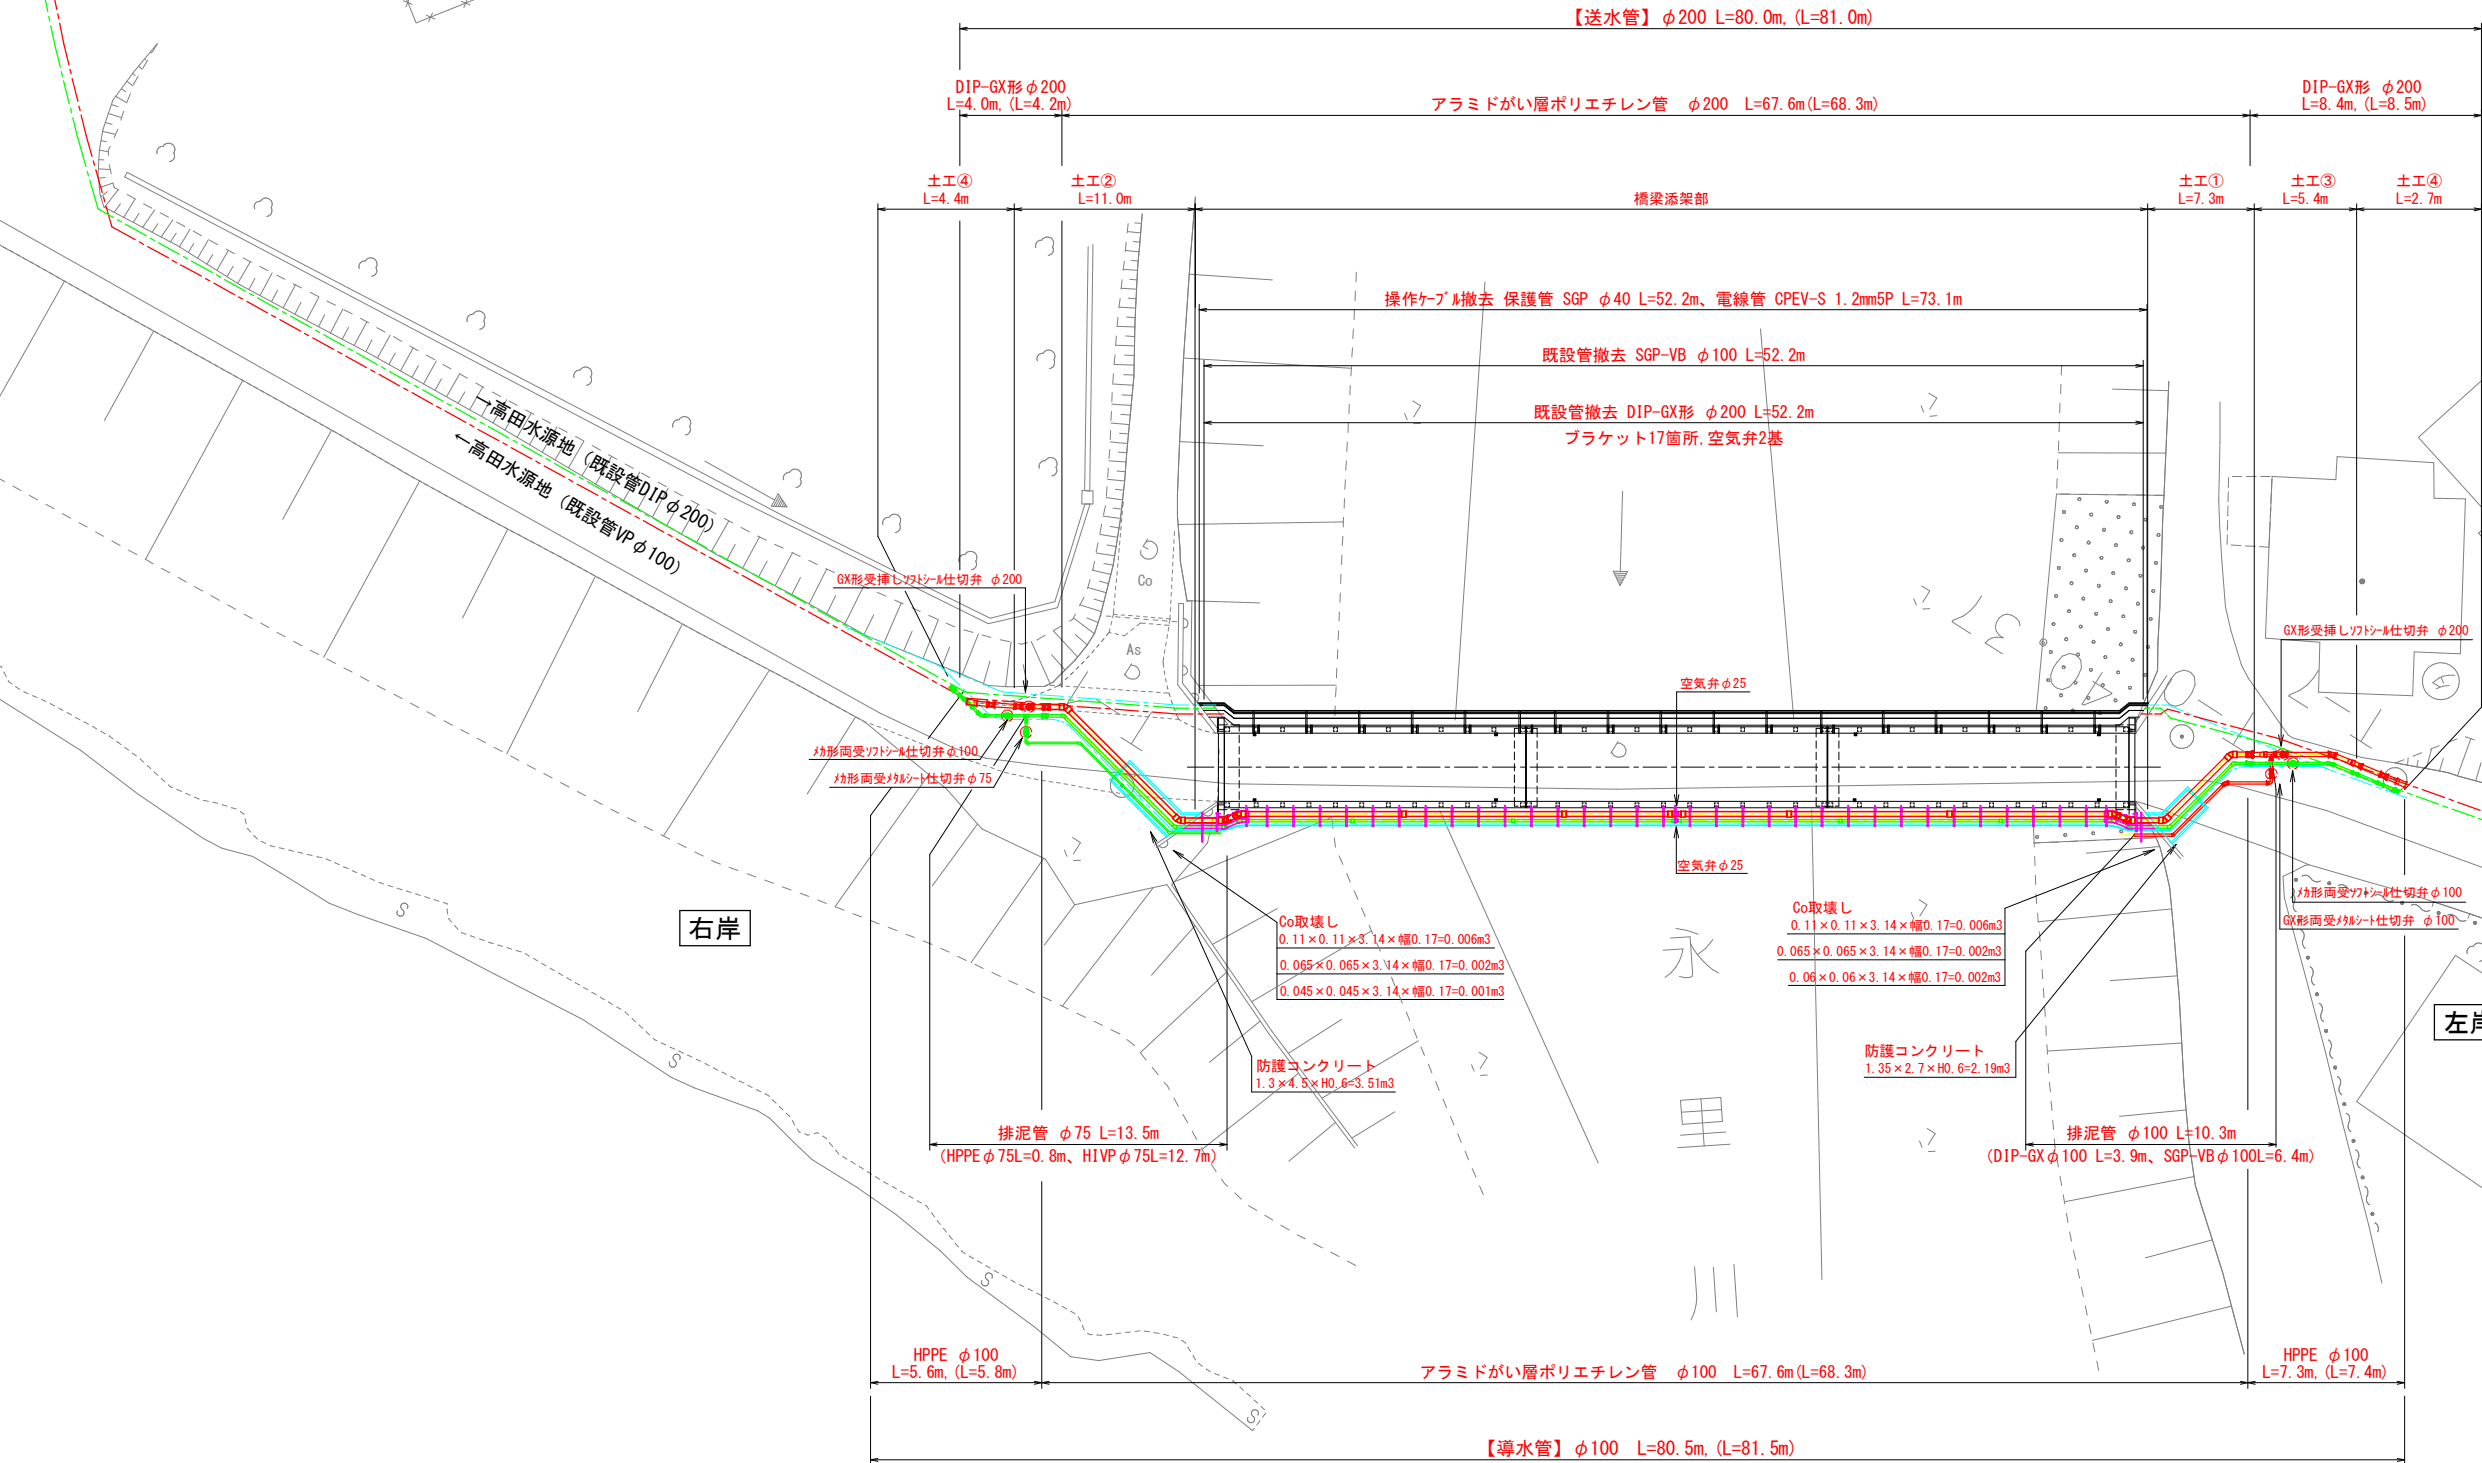 【送水管】φ200 L=80.0m, (L=81.0m)
DIP-GX形φ200
L=4.0m, (L=4.2m)
アラミドがい層ポリエチレン管　φ200　L=67.6m(L=68.3m)
DIP-GX形 φ200
L=8.4m, (L=8.5m)
土工④
L=4.4m
土工②
L=11.0m
橋梁添架部
土工①
L=7.3m
土工③
L=5.4m
土工④
L=2.7m
操作ｹｰﾌﾞﾙ撤去 保護管 SGP φ40 L=52.2m、電線管 CPEV-S 1.2mm5P L=73.1m
既設管撤去 SGP-VB φ100 L=52.2m
既設管撤去 DIP-GX形 φ200 L=52.2m
ブラケット17箇所,空気弁2基
→高田水源地（既設管DIPφ200）
←高田水源地（既設管VPφ100）
GX形受挿しｿﾌﾄｼｰﾙ仕切弁 φ200
Co
As
GX形受挿しｿﾌﾄｼｰﾙ仕切弁 φ200
空気弁φ25
ﾒｶ形両受ｿﾌﾄｼｰﾙ仕切弁φ100
ﾒｶ形両受ﾒﾀﾙｼｰﾄ仕切弁φ75
空気弁φ25
ﾒｶ形両受ｿﾌﾄｼｰﾙ仕切弁φ100
GX形両受ﾒﾀﾙｼｰﾄ仕切弁 φ100
右岸
Co取壊し
0.11×0.11×3.14×幅0.17=0.006m3
0.065×0.065×3.14×幅0.17=0.002m3
0.045×0.045×3.14×幅0.17=0.001m3
Co取壊し
0.11×0.11×3.14×幅0.17=0.006m3
0.065×0.065×3.14×幅0.17=0.002m3
0.06×0.06×3.14×幅0.17=0.002m3
水
左岸
防護コンクリート
1.3×4.5×H0.6=3.51m3
防護コンクリート
1.35×2.7×H0.6=2.19m3
排泥管 φ75 L=13.5m
(HPPEφ75L=0.8m、HIVPφ75L=12.7m)
排泥管 φ100 L=10.3m
(DIP-GXφ100 L=3.9m、SGP-VBφ100L=6.4m)
川
HPPE φ100
L=5.6m, (L=5.8m)
アラミドがい層ポリエチレン管　φ100　L=67.6m(L=68.3m)
HPPE φ100
L=7.3m, (L=7.4m)
【導水管】φ100　L=80.5m, (L=81.5m)